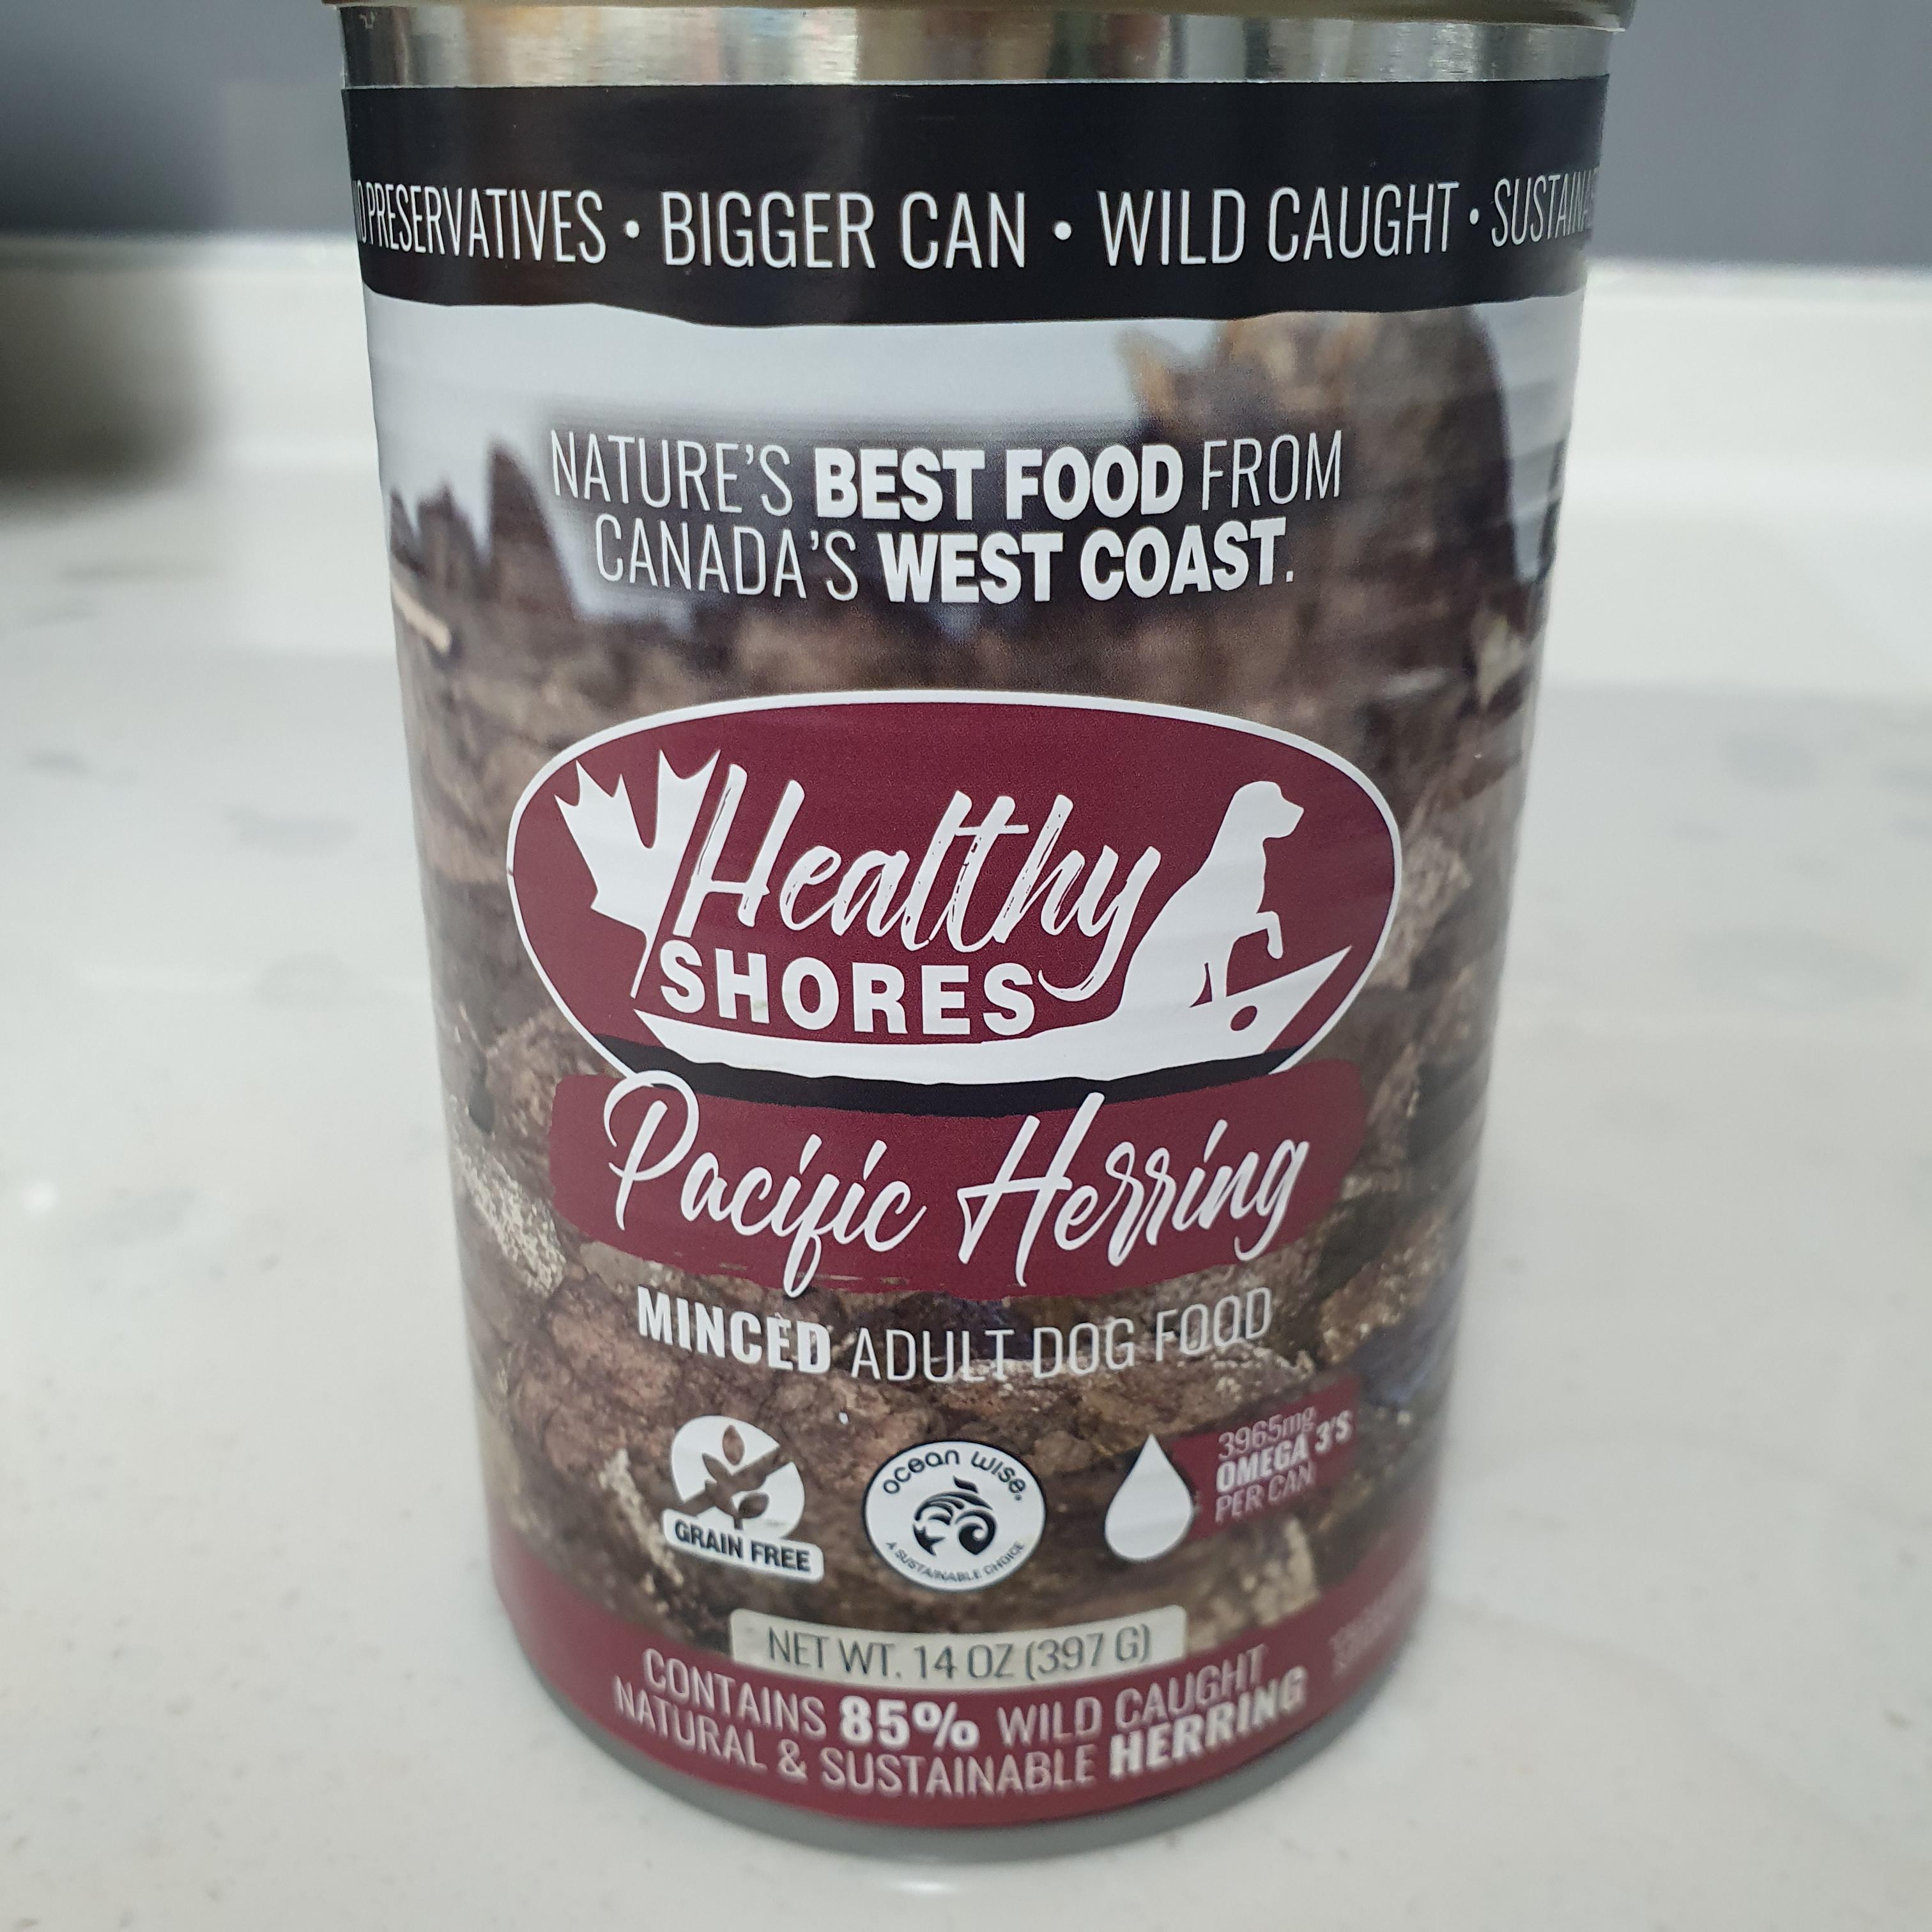 PRESERVATIVES • BIGGER CAN • WILD CAUGHT •
NATURE'S BEST FOOD FROM
CANADA'S WEST COAST.
Healthy
SHORES
Pacific Herring
MINCED ADULT DOG FOOD
GRAIN FREE
ocean wise.
A SUSTAINABLE CHOICE
3965mg
OMEGA 3'S
PER CAN
NET WT. 14 OZ (397 G)
CONTAINS 85% WILD CAUGHT
NATURAL & SUSTAINABLE HERRING